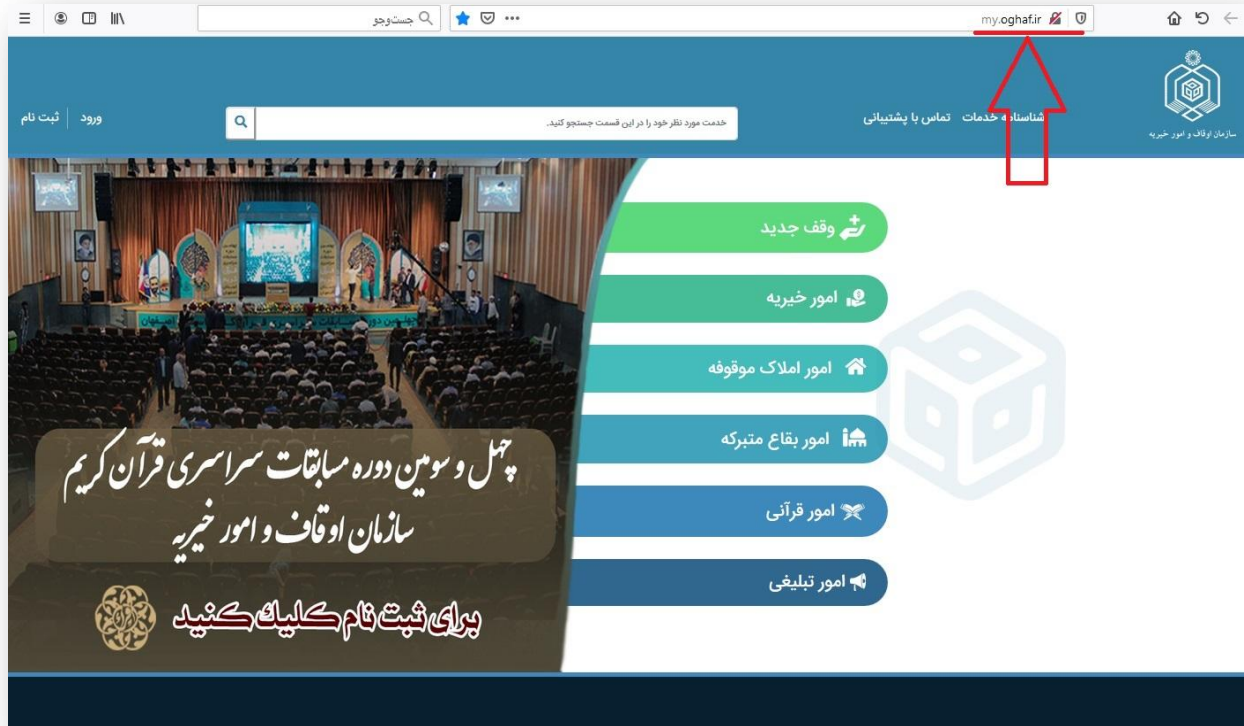 my.oghaf.ir
جست‌وجو
سازمان اوقاف و امور خیریه
شناسنامه خدمات
تماس با پشتیبانی
خدمت مورد نظر خود را در این قسمت جستجو کنید.
ورود
ثبت نام
وقف جدید
امور خیریه
امور املاک موقوفه
امور بقاع متبرکه
امور قرآنی
امور تبلیغی
چهل و سومین دوره مسابقات سراسری قرآن کریم
سازمان اوقاف و امور خیریه
برای ثبت نام کلیک کنید